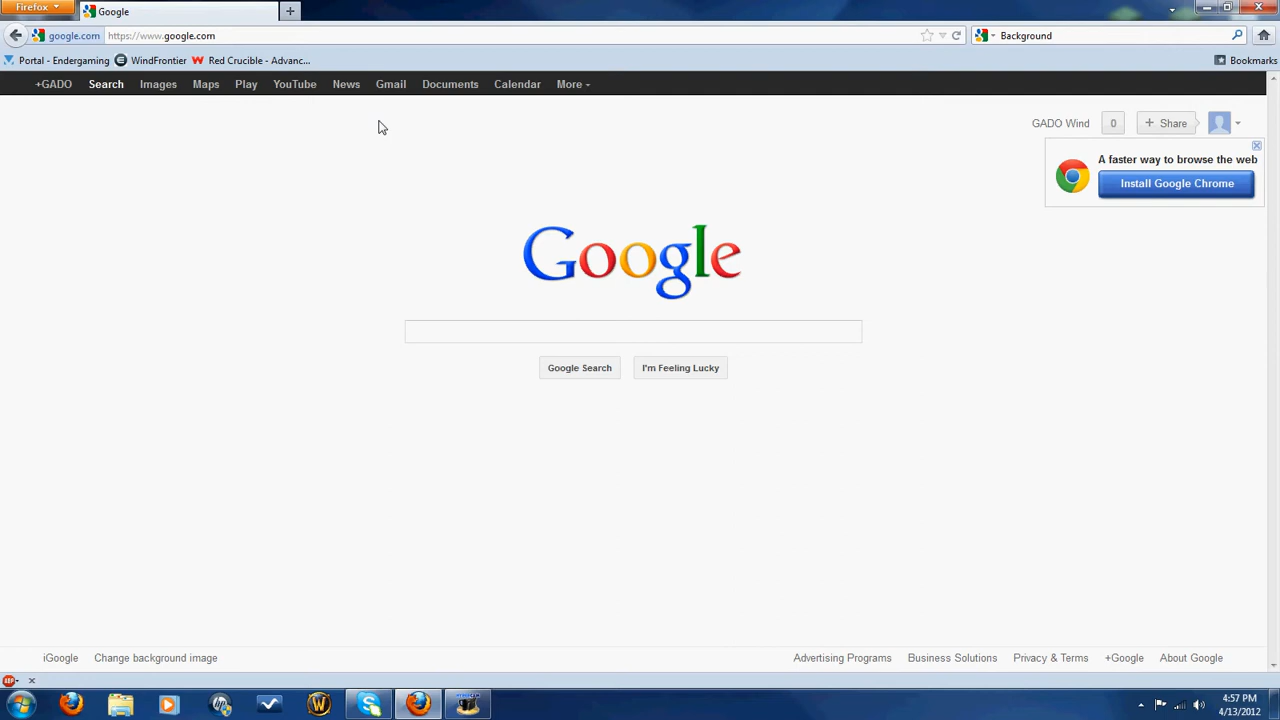 Firefox
Google
google.com https://www.google.com
Background
Portal - Endergaming WindFrontier Red Crucible - Advanc...
Bookmarks
+GADO Search Images Maps Play YouTube News Gmail Documents Calendar More
GADO Wind 0 + Share
A faster way to browse the web
Install Google Chrome
Google
Google Search I'm Feeling Lucky
iGoogle Change background image Advertising Programs Business Solutions Privacy & Terms +Google About Google
ABP
4:57 PM
4/13/2012